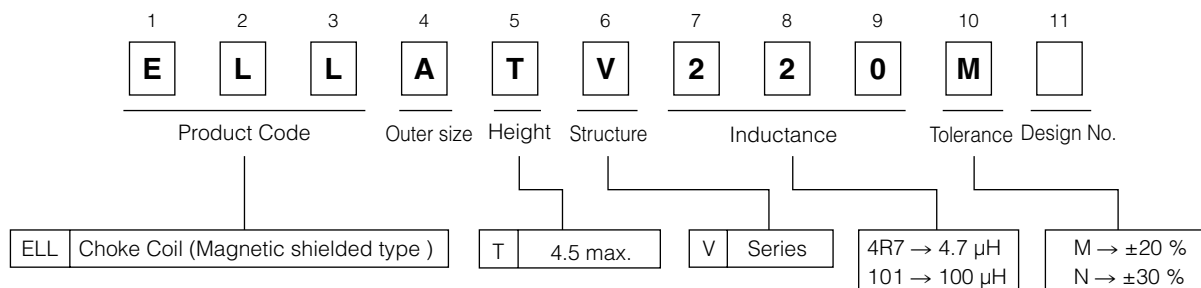 1 2 3 4 5 6 7 8 9 10 11
E L L A T V 2 2 0 M
Product Code Outer size Height Structure Inductance Tolerance Design No.
ELL Choke Coil (Magnetic shielded type ) T 4.5 max. V Series
4R7 → 4.7 μH
101 → 100 μH
M → ±20 %
N → ±30 %